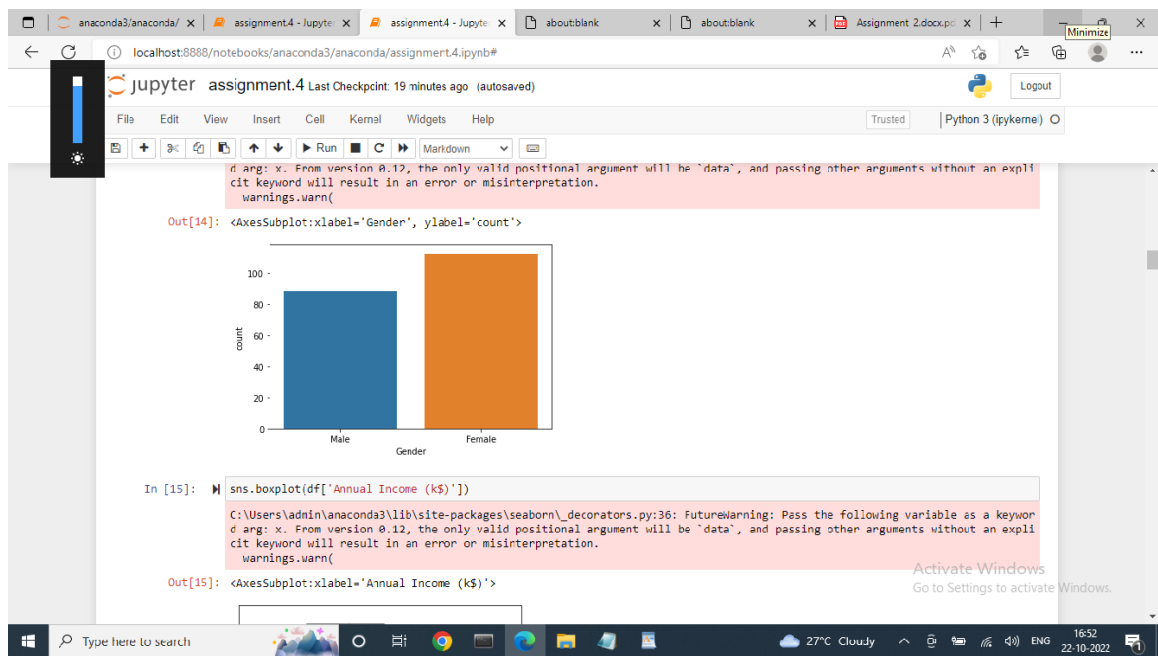 anaconda3/anaconda/
assignment.4 - Jupyte
assignment4 - Jupyte
about:blank
about:blank
Assignment 2.docx.pd
Minimize
localhost:8888/notebooks/anaconda3/anaconda/assignment.4.ipynb#
jupyter assignment.4 Last Checkpoint: 19 minutes ago (autosaved)
Logout
File Edit View Insert Cell Kernel Widgets Help
Trusted
Python 3 (ipykernel)
Run
Markdown
d arg: x. From version 0.12, the only valid positional argument will be `data`, and passing other arguments without an expli
cit keyword will result in an error or misinterpretation.
warnings.warn(
Out[14]: <AxesSubplot:xlabel='Gender', ylabel='count'>
100
80
60
40
20
0
count
Male
Female
Gender
In [15]: sns.boxplot(df['Annual Income (k$)'])
C:\Users\admin\anaconda3\lib\site-packages\seaborn\_decorators.py:36: FutureWarning: Pass the following variable as a keywor
d arg: x. From version 0.12, the only valid positional argument will be `data`, and passing other arguments without an expli
cit keyword will result in an error or misinterpretation.
warnings.warn(
Out[15]: <AxesSubplot:xlabel='Annual Income (k$)'>
Activate Windows
Go to Settings to activate Windows.
Type here to search
27°C Cloudy
ENG
16:52
22-10-2022
1